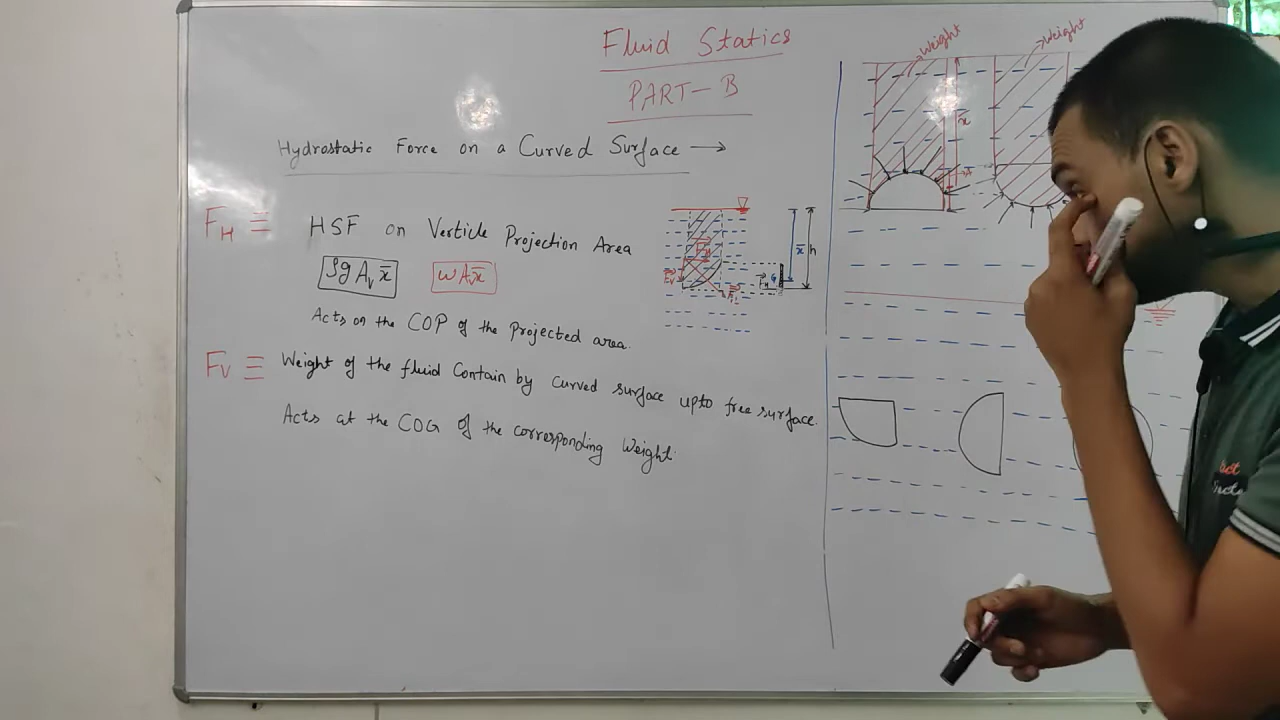 Fluid Statics
PART-B
Hydrostatic Force on a Curved Surface →
F_H ≡ HSF on Verticle Projection Area
ρgA_v x̄ ωA_v x̄
Acts on the COP of the Projected area.
F_V ≡ Weight of the fluid Contain by curved surface upto free surface.
Acts at the COG of the corresponding Weight.
x̄ h
Weight
Weight
x̄